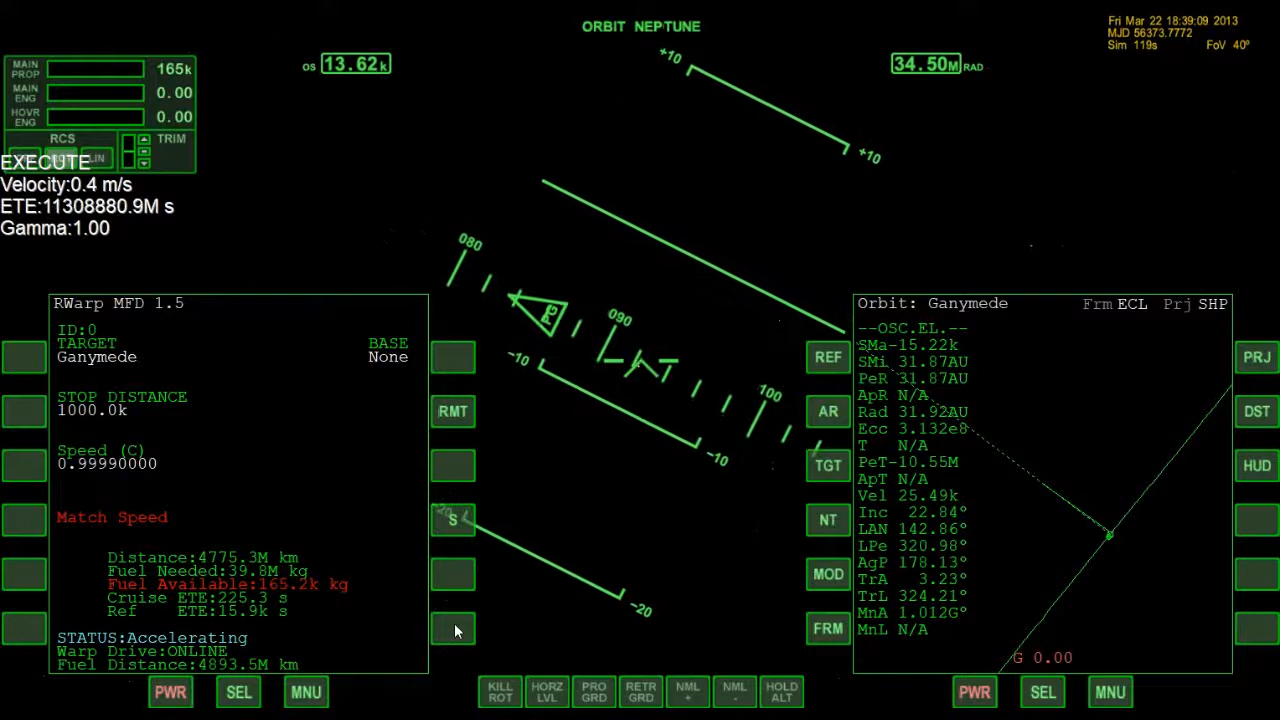 ORBIT NEPTUNE
Fri Mar 22 18:39:09 2013
MJD 56373.7772
Sim 119s FoV 40°
OS 13.62k
34.50M RAD
MAIN PROP 165k
MAIN ENG 0.00
HOVR ENG 0.00
RCS TRIM
LIN
EXECUTE
Velocity:0.4 m/s
ETE:11308880.9M s
Gamma:1.00
+10 +10
080
PG
090
100
-10 -10
-20 -20
RWarp MFD 1.5
ID:0
TARGET BASE
Ganymede None
STOP DISTANCE
1000.0k
RMT
Speed (C)
0.99990000
Match Speed
S
Distance:4775.3M km
Fuel Needed:39.8M kg
Fuel Available:165.2k kg
Cruise ETE:225.3 s
Ref ETE:15.9k s
STATUS:Accelerating
Warp Drive:ONLINE
Fuel Distance:4893.5M km
PWR SEL MNU
KILL ROT
HORZ LVL
PRO GRD
RETR GRD
NML +
NML -
HOLD ALT
Orbit: Ganymede Frm ECL Prj SHP
--OSC.EL.--
SMa-15.22k
SMi 31.87AU
PeR 31.87AU
ApR N/A
Rad 31.92AU
Ecc 3.132e8
T N/A
PeT-10.55M
ApT N/A
Vel 25.49k
Inc 22.84°
LAN 142.86°
LPe 320.98°
AgP 178.13°
TrA 3.23°
TrL 324.21°
MnA 1.012G°
MnL N/A
G 0.00
REF
AR
TGT
NT
MOD
FRM
PRJ
DST
HUD
PWR SEL MNU